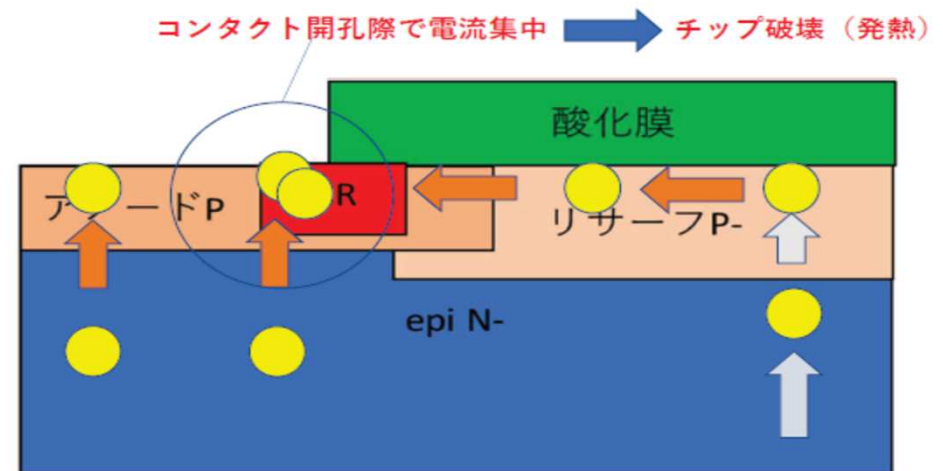 コンタクト開孔際で電流集中 チップ破壊（発熱）
酸化膜
アノードP
R
リサーフP-
epi N-